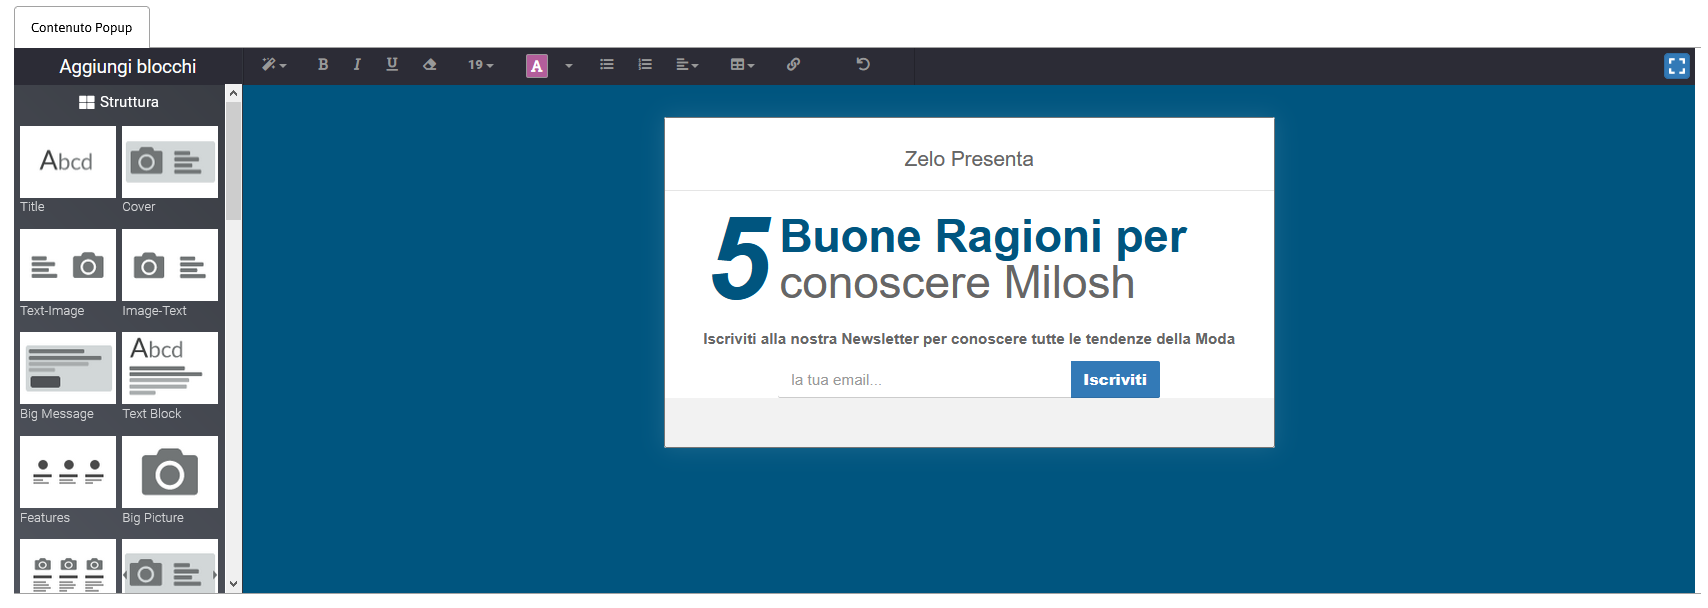 Contenuto Popup
Aggiungi blocchi
B I U 19 A
Struttura
Abcd
Title Cover
Text-Image Image-Text
Abcd
Big Message Text Block
Features Big Picture
Zelo Presenta
5 Buone Ragioni per
conoscere Milosh
Iscriviti alla nostra Newsletter per conoscere tutte le tendenze della Moda
la tua email... Iscriviti